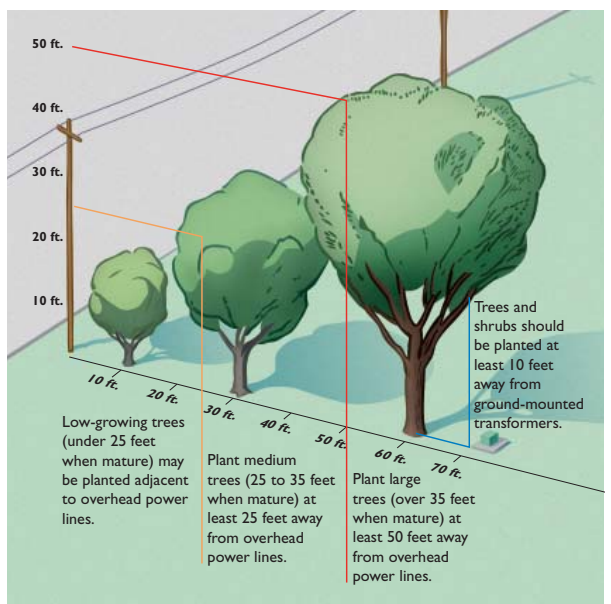 50 ft.
40 ft.
30 ft.
20 ft.
10 ft.
10 ft.
20 ft.
30 ft.
40 ft.
50 ft.
60 ft.
70 ft.
Low-growing trees
(under 25 feet
when mature) may
be planted adjacent
to overhead power
lines.
Plant medium
trees (25 to 35 feet
when mature) at
least 25 feet away
from overhead
power lines.
Plant large
trees (over 35 feet
when mature) at
least 50 feet away
from overhead
power lines.
Trees and
shrubs should
be planted at
least 10 feet
away from
ground-mounted
transformers.